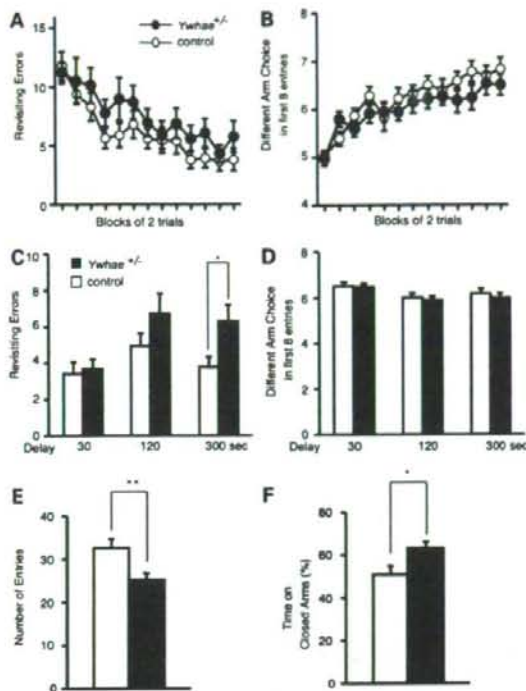 A
Ywhae+/-
control
Revisiting Errors
15
10
5
0
Blocks of 2 trials
B
Different Arm Choice
in first 8 entries
8
7
6
5
4
Blocks of 2 trials
C
Ywhae +/-
control
Revisiting Errors
10
8
6
4
2
0
*
Delay 30 120 300 sec
D
Different Arm Choice
in first 8 entries
8
6
4
2
0
Delay 30 120 300 sec
E
Number of Entries
40
30
20
10
0
**
F
Time on
Closed Arms (%)
80
60
40
20
0
*